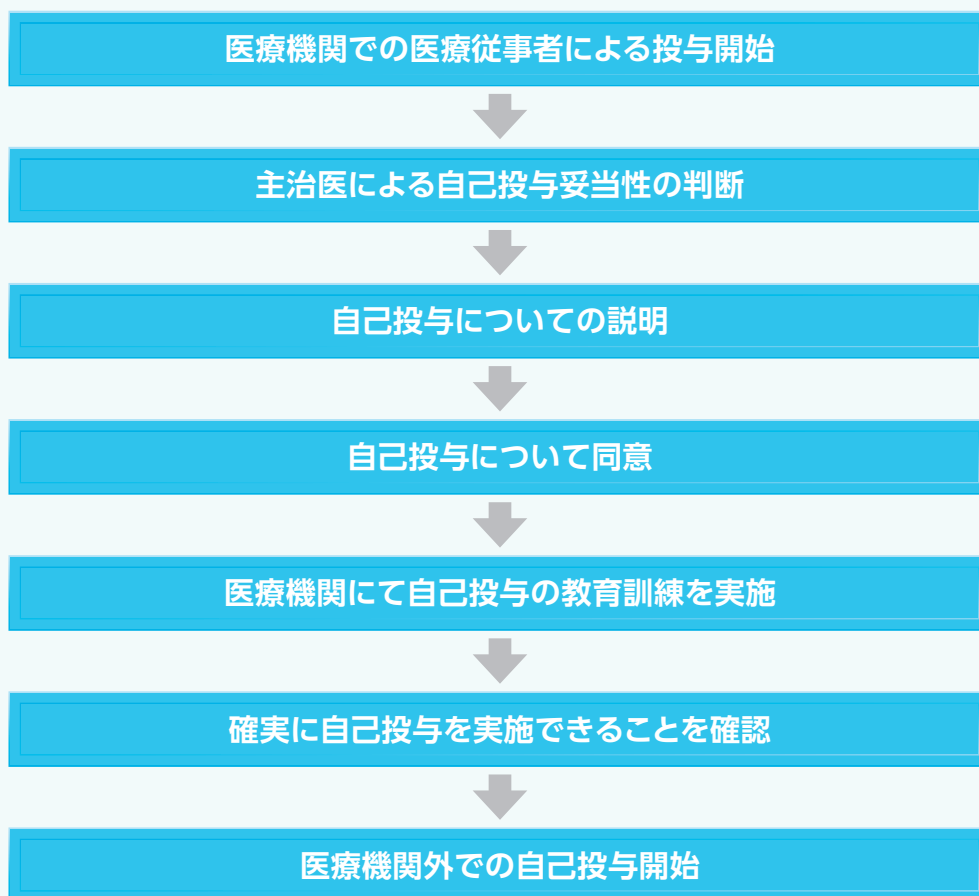 医療機関での医療従事者による投与開始
主治医による自己投与妥当性の判断
自己投与についての説明
自己投与について同意
医療機関にて自己投与の教育訓練を実施
確実に自己投与を実施できることを確認
医療機関外での自己投与開始